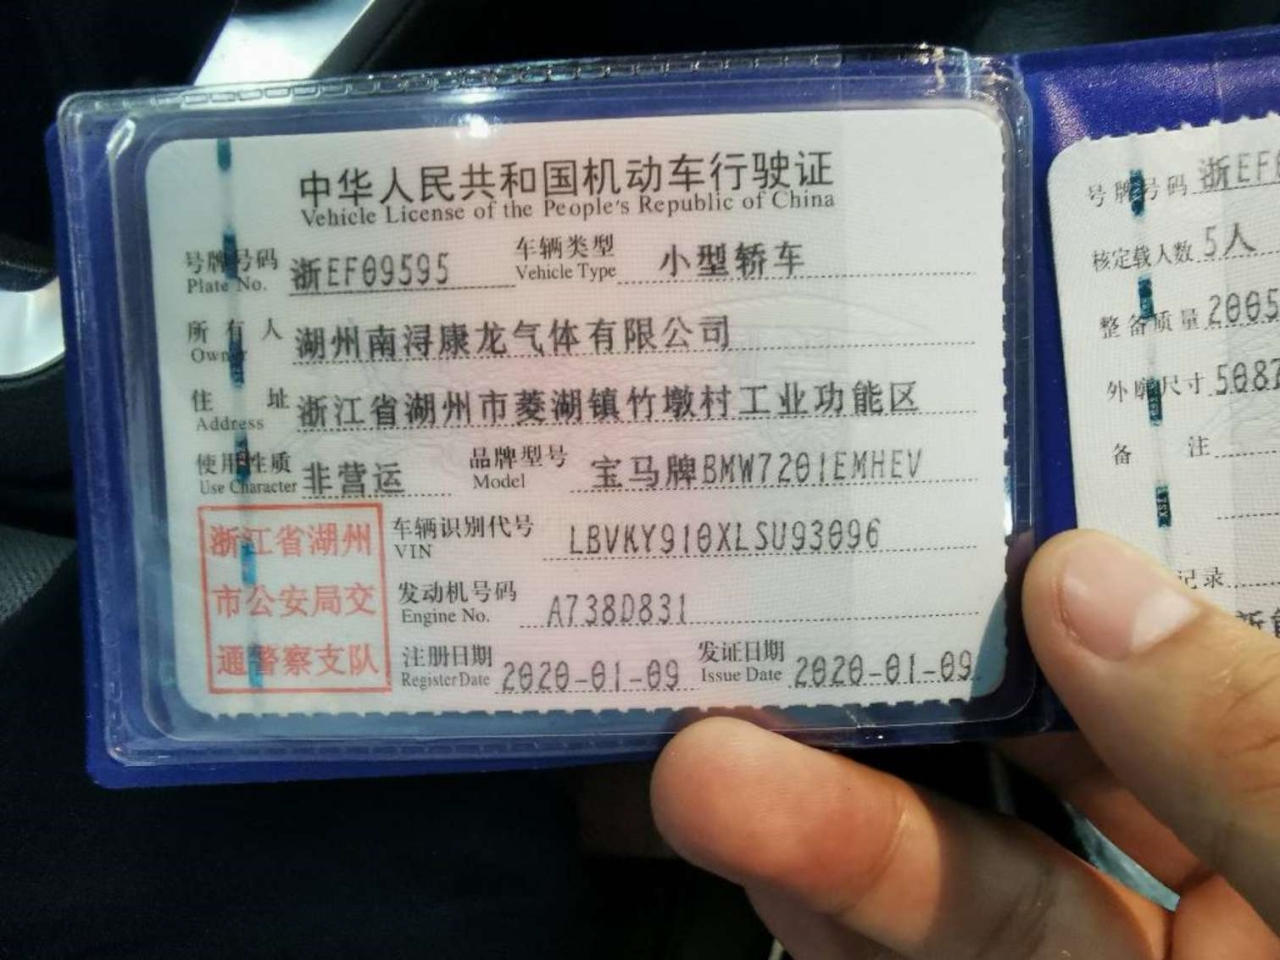 中华人民共和国机动车行驶证
Vehicle License of the People's Republic of China
号牌号码 浙EF09595 车辆类型 小型轿车
Plate No. Vehicle Type
所有人 湖州南浔康龙气体有限公司
Owner
住址 浙江省湖州市菱湖镇竹墩村工业功能区
Address
使用性质 非营运 品牌型号 宝马牌BMW7201EMHEV
Use Character Model
车辆识别代号 LBVKY910XLSU93096
VIN
发动机号码 A738D831
Engine No.
注册日期 2020-01-09 发证日期 2020-01-09
Register Date Issue Date
浙江省湖州
市公安局交
通警察支队
号牌号码 浙EF
核定载人数 5人
整备质量 2005
外廓尺寸 5087
备注
记录